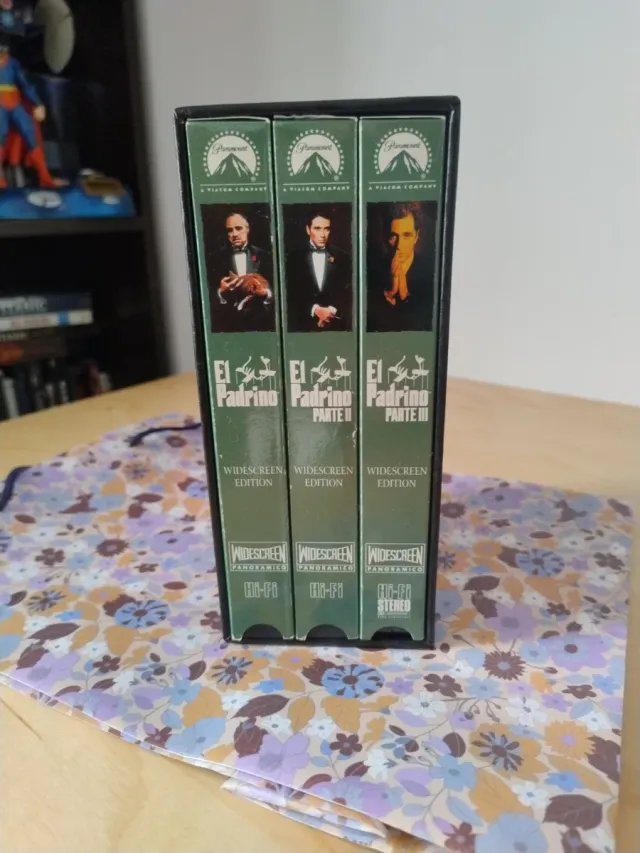 Paramount
A VIACOM COMPANY
El
Padrino
WIDESCREEN
EDITION
WIDESCREEN
PANORAMICO
Hi-Fi
Paramount
A VIACOM COMPANY
El
Padrino
PARTE II
WIDESCREEN
EDITION
WIDESCREEN
PANORAMICO
Hi-Fi
Paramount
A VIACOM COMPANY
El
Padrino
PARTE III
WIDESCREEN
EDITION
WIDESCREEN
PANORAMICO
Hi-Fi
STEREO